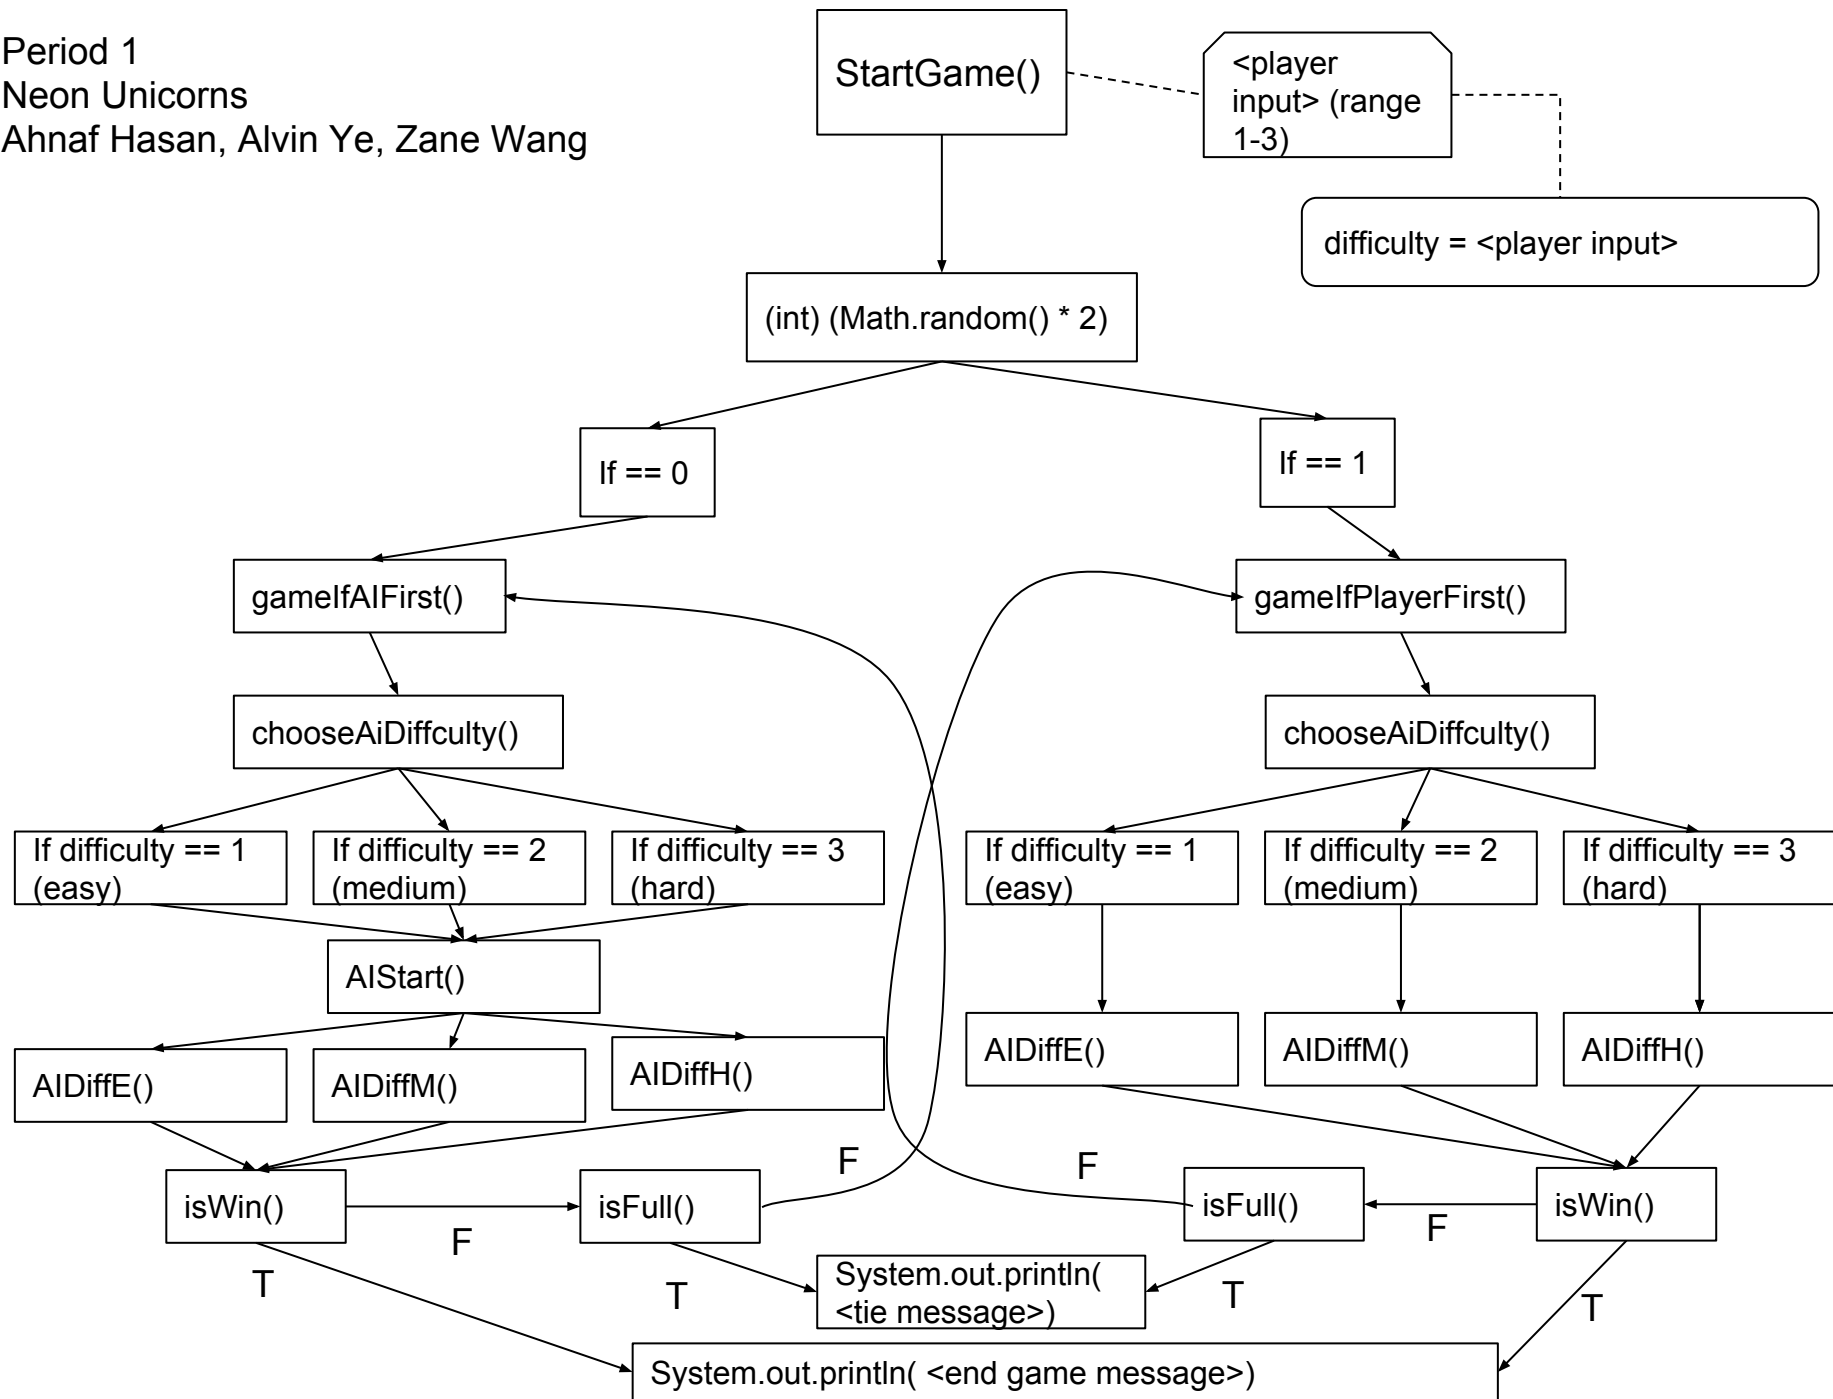 Period 1
Neon Unicorns
Ahnaf Hasan, Alvin Ye, Zane Wang
StartGame()
<player
input> (range
1-3)
difficulty = <player input>
(int) (Math.random() * 2)
If == 0
If == 1
gameIfAIFirst()
gameIfPlayerFirst()
chooseAiDiffculty()
chooseAiDiffculty()
If difficulty == 1
(easy)
If difficulty == 2
(medium)
If difficulty == 3
(hard)
If difficulty == 1
(easy)
If difficulty == 2
(medium)
If difficulty == 3
(hard)
AIStart()
AIDiffE()
AIDiffM()
AIDiffH()
AIDiffE()
AIDiffM()
AIDiffH()
isWin()
F
isFull()
F
F
isFull()
F
isWin()
T
T
System.out.println(
<tie message>)
T
T
System.out.println( <end game message>)